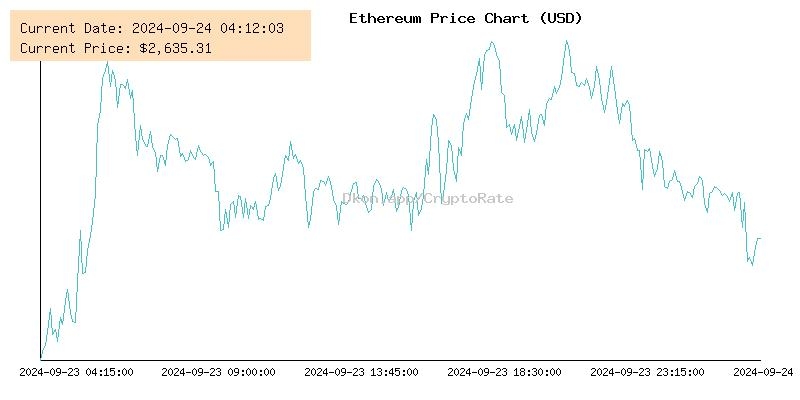 Ethereum Price Chart (USD)
Current Date: 2024-09-24 04:12:03
Current Price: $2,635.31
Dkon.app/CryptoRate
2024-09-23 04:15:00
2024-09-23 09:00:00
2024-09-23 13:45:00
2024-09-23 18:30:00
2024-09-23 23:15:00
2024-09-24